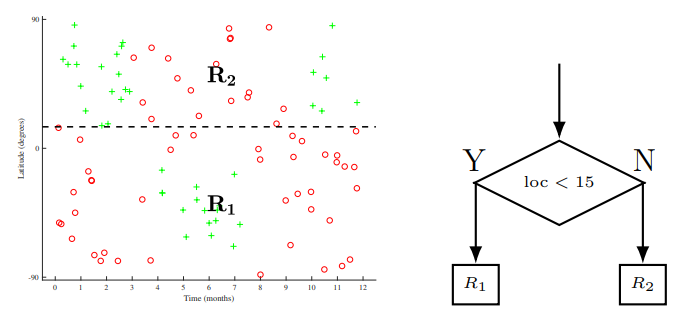 90
R2
Latitude (degrees)
0
R1
-90
0 1 2 3 4 5 6 7 8 9 10 11 12
Time (months)
Y N
loc < 15
R1 R2